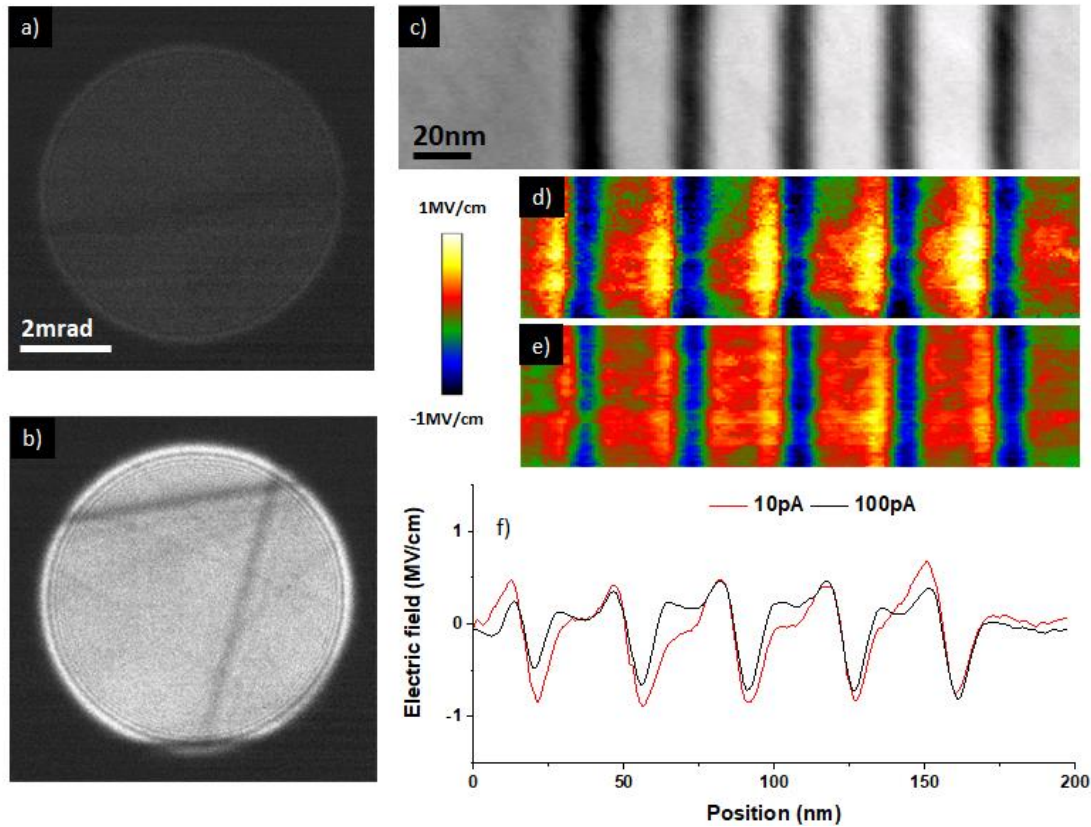 a)
2mrad
b)
c)
20nm
1MV/cm
-1MV/cm
d)
e)
f)
10pA
100pA
Electric field (MV/cm)
1
0
-1
0
50
100
150
200
Position (nm)